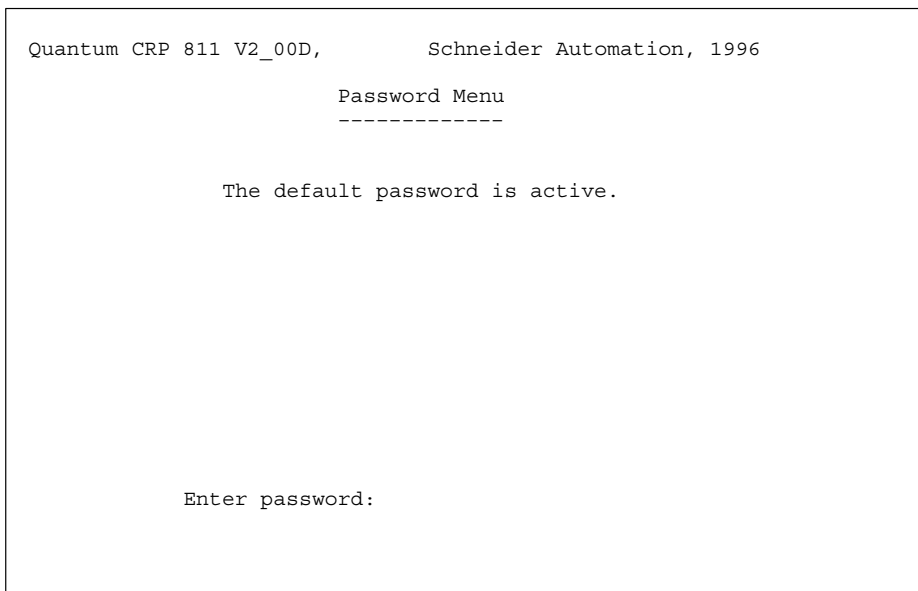 Quantum CRP 811 V2_00D, Schneider Automation, 1996
Password Menu
-------------
The default password is active.
Enter password: